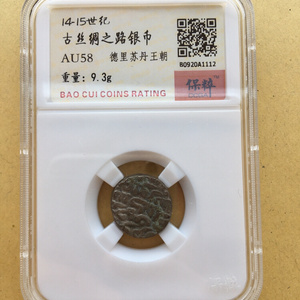 14-15世纪
古丝绸之路银币
AU58 德里苏丹王朝
80920A1112
重量：9.3g
保粹
BAO CUI COINS RATING